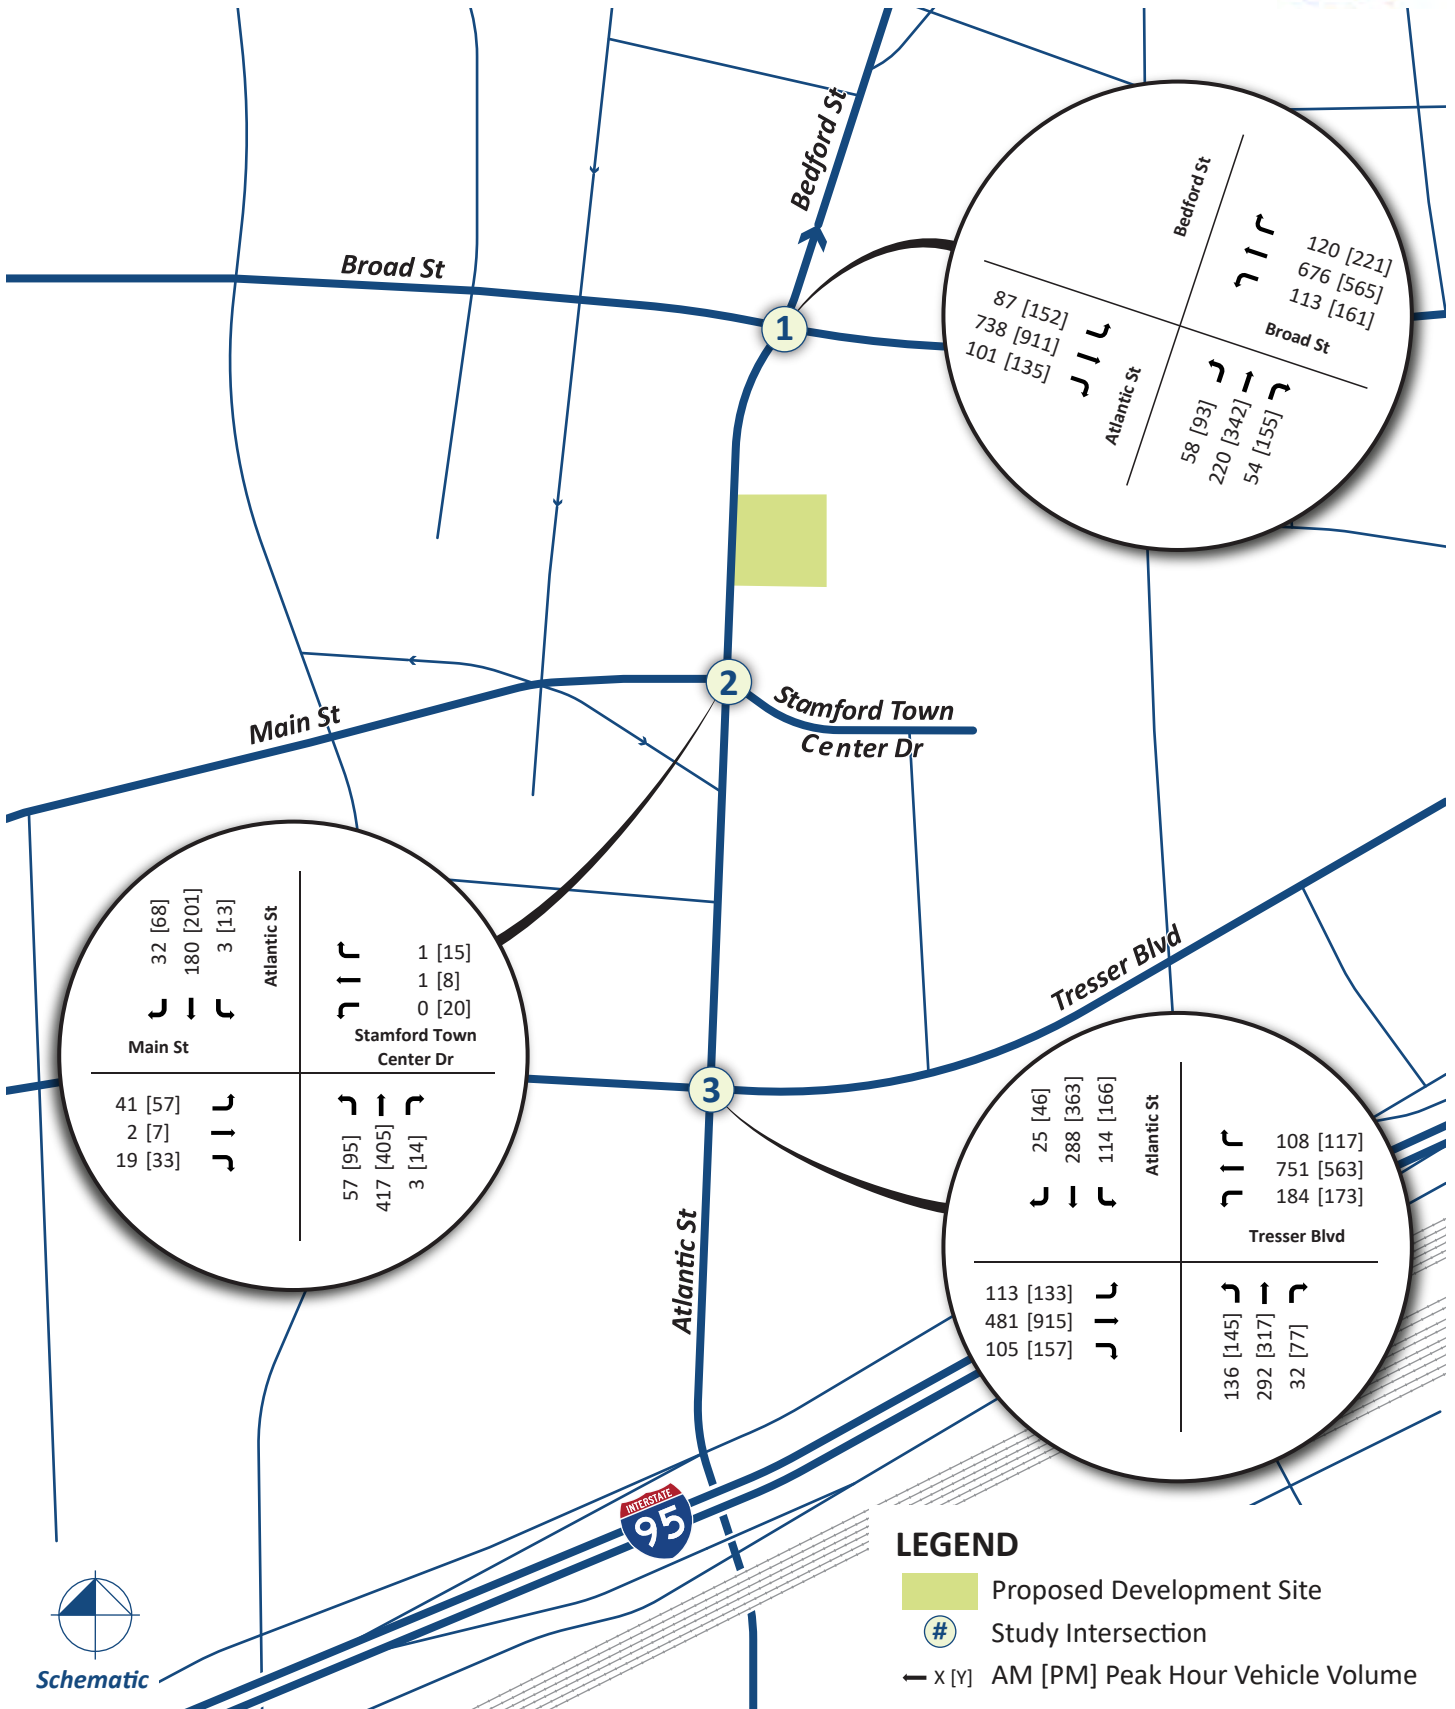 Bedford St
Broad St
1
Bedford St
120 [221]
676 [565]
113 [161]
Broad St
87 [152]
738 [911]
101 [135]
Atlantic St
58 [93]
220 [342]
54 [155]
2
Stamford Town
Center Dr
Main St
32 [68]
180 [201]
3 [13]
Atlantic St
1 [15]
1 [8]
0 [20]
Main St
Stamford Town
Center Dr
41 [57]
2 [7]
19 [33]
57 [95]
417 [405]
3 [14]
Tresser Blvd
3
25 [46]
288 [363]
114 [166]
Atlantic St
108 [117]
751 [563]
184 [173]
Tresser Blvd
113 [133]
481 [915]
105 [157]
136 [145]
292 [317]
32 [77]
Atlantic St
INTERSTATE
95
LEGEND
Proposed Development Site
# Study Intersection
X [Y] AM [PM] Peak Hour Vehicle Volume
Schematic